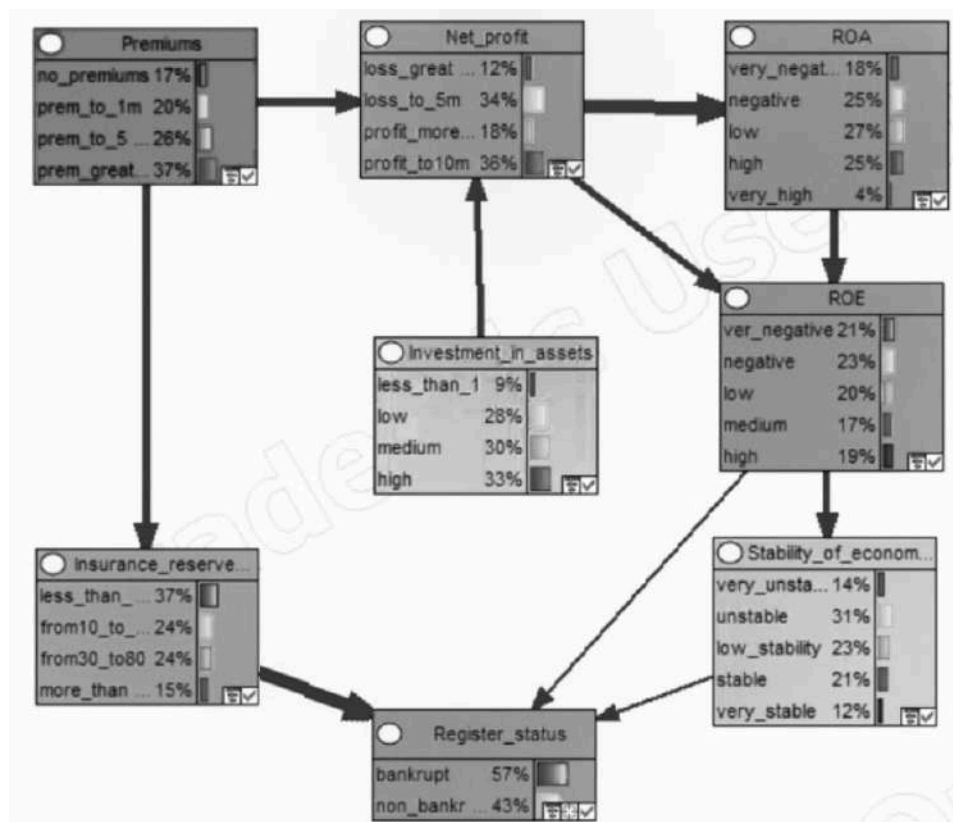 Premiums
no_premiums 17%
prem_to_1m 20%
prem_to_5 ... 26%
prem_great... 37%
Net_profit
loss_great ... 12%
loss_to_5m 34%
profit_more... 18%
profit_to10m 36%
ROA
very_negat... 18%
negative 25%
low 27%
high 25%
very_high 4%
Investment_in_assets
less_than_1 9%
low 28%
medium 30%
high 33%
ROE
ver_negative 21%
negative 23%
low 20%
medium 17%
high 19%
Insurance_reserve...
less_than_ ... 37%
from10_to_ ... 24%
from30_to80 24%
more_than ... 15%
Stability_of_econom...
very_unsta... 14%
unstable 31%
low_stability 23%
stable 21%
very_stable 12%
Register_status
bankrupt 57%
non_bankr ... 43%